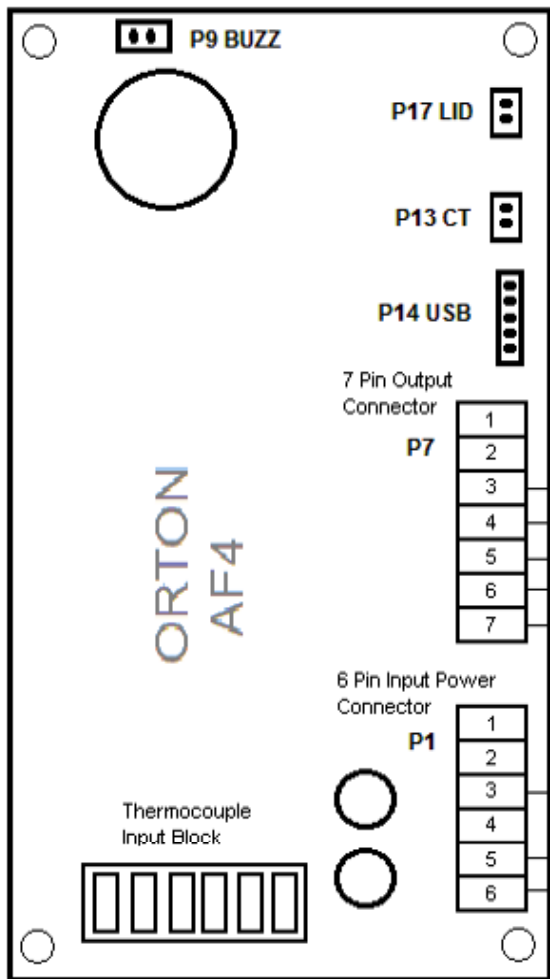 P9 BUZZ
P17 LID
P13 CT
P14 USB
7 Pin Output
Connector
P7
1
2
3
4
5
6
7
ORTON
AF4
6 Pin Input Power
Connector
P1
1
2
3
4
5
6
Thermocouple
Input Block